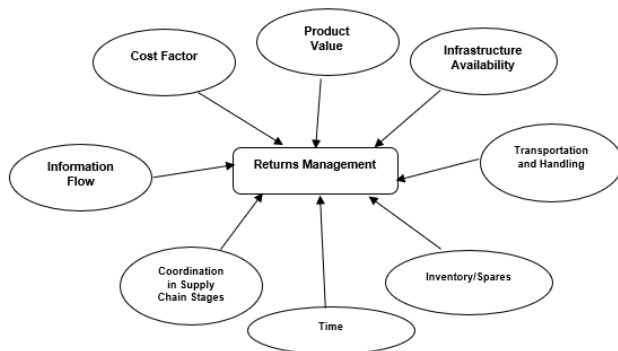 Product
Value
Cost Factor
Infrastructure
Availability
Information
Flow
Returns Management
Transportation
and Handling
Coordination
in Supply
Chain Stages
Inventory/Spares
Time